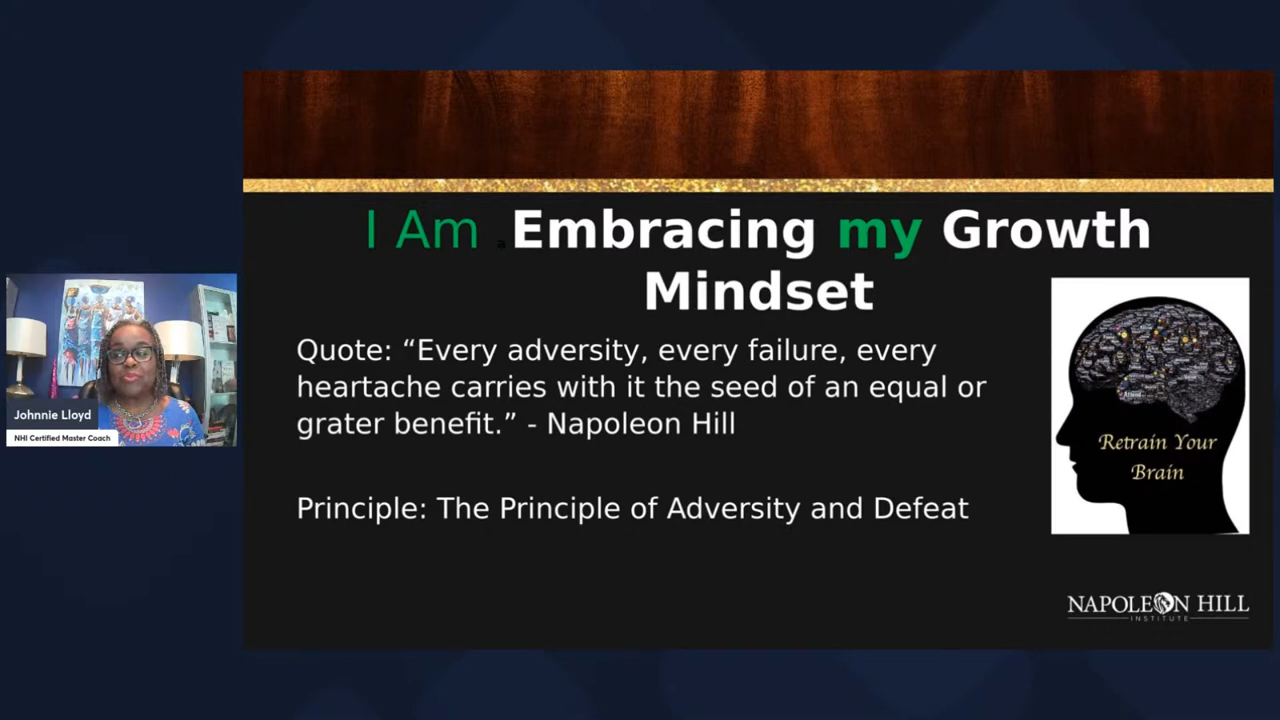 I Am a Embracing my Growth
Mindset
Quote: “Every adversity, every failure, every
heartache carries with it the seed of an equal or
grater benefit.” - Napoleon Hill
Principle: The Principle of Adversity and Defeat
Retrain Your
Brain
NAPOLEON HILL
INSTITUTE
Johnnie Lloyd
NHI Certified Master Coach